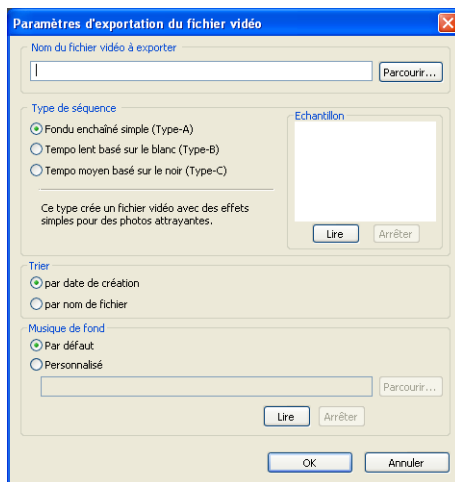 Paramètres d'exportation du fichier vidéo
Nom du fichier vidéo à exporter
Parcourir...
Type de séquence
Fondu enchaîné simple (Type-A)
Tempo lent basé sur le blanc (Type-B)
Tempo moyen basé sur le noir (Type-C)
Ce type crée un fichier vidéo avec des effets
simples pour des photos attrayantes.
Echantillon
Lire
Arrêter
Trier
par date de création
par nom de fichier
Musique de fond
Par défaut
Personnalisé
Parcourir...
Lire
Arrêter
OK
Annuler